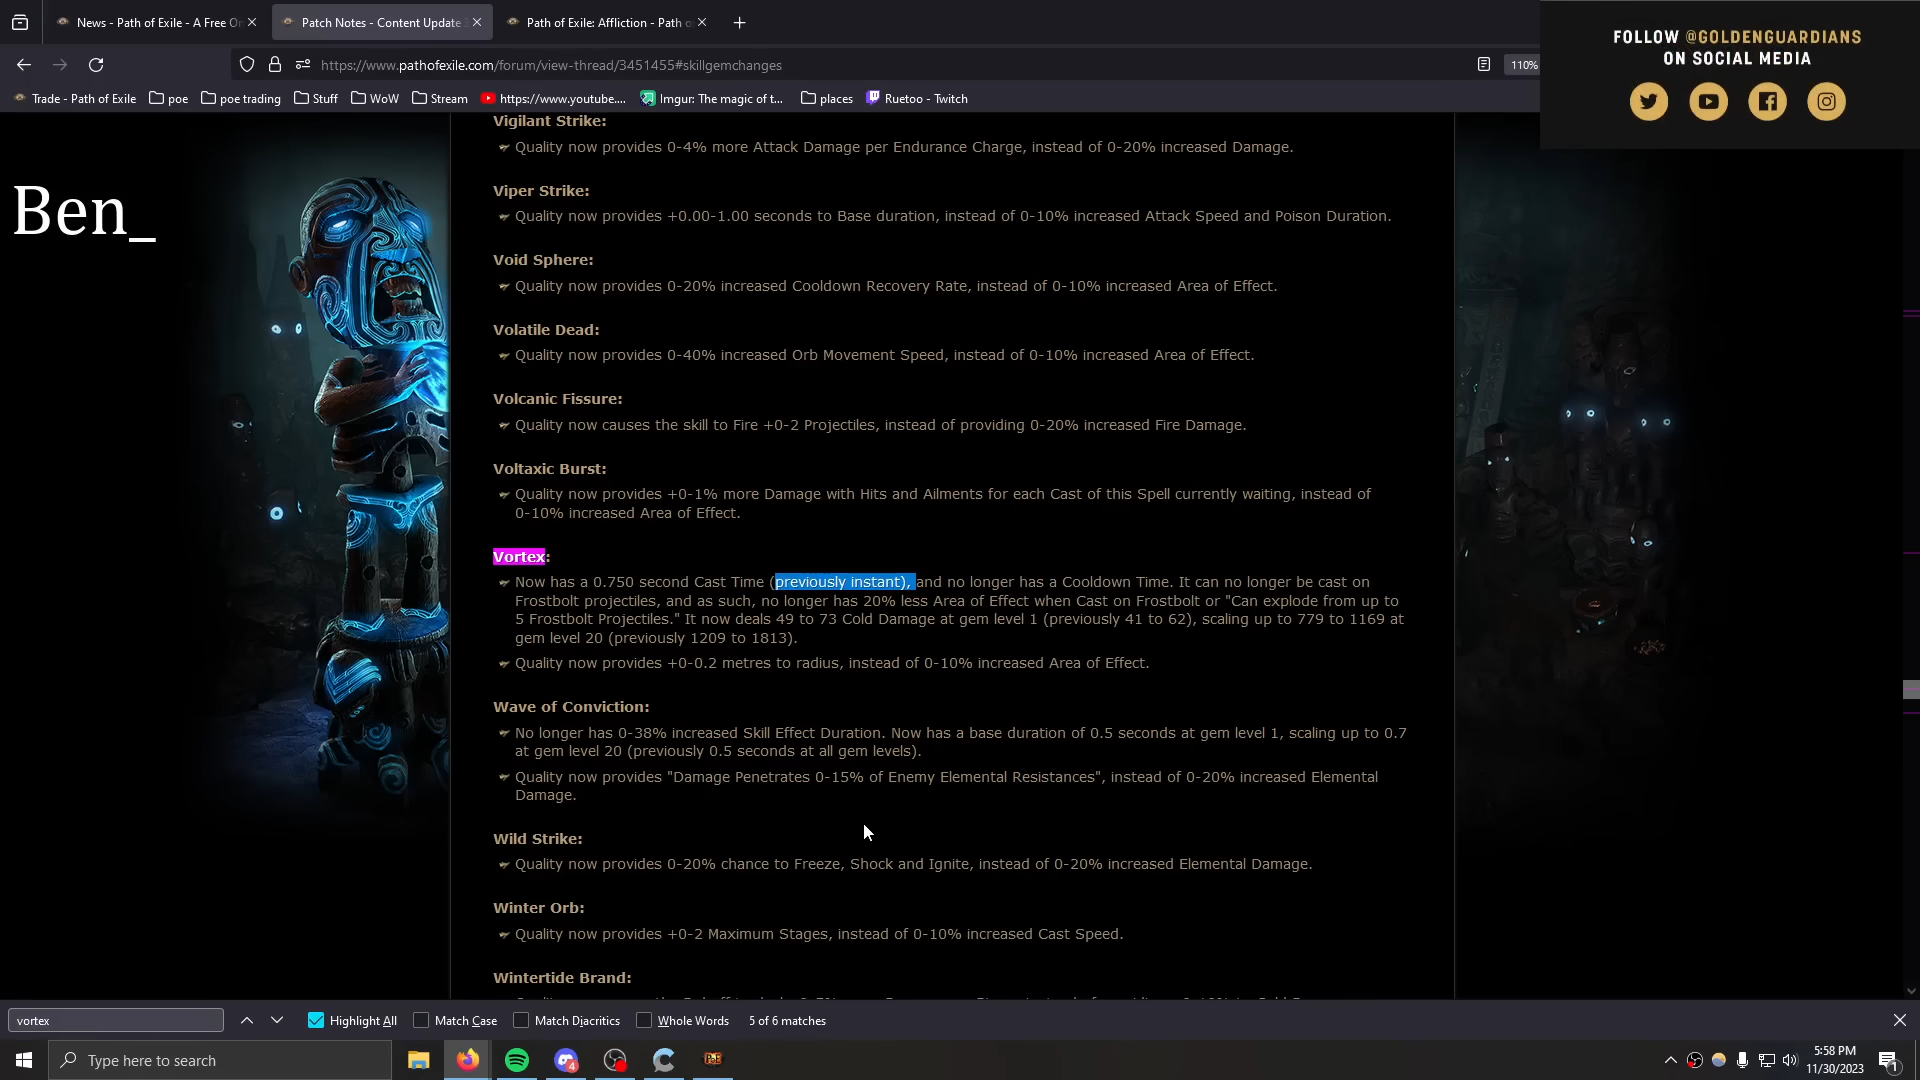 News - Path of Exile - A Free O
Patch Notes - Content Update 3
Path of Exile: Affliction - Path o
https://www.pathofexile.com/forum/view-thread/3451455#skillgemchanges
110%
Trade - Path of Exile
poe
poe trading
Stuff
WoW
Stream
https://www.youtube....
Imgur: The magic of t...
places
Ruetoo - Twitch
FOLLOW @GOLDENGUARDIANS
ON SOCIAL MEDIA
Ben_
Vigilant Strike:
Quality now provides 0-4% more Attack Damage per Endurance Charge, instead of 0-20% increased Damage.
Viper Strike:
Quality now provides +0.00-1.00 seconds to Base duration, instead of 0-10% increased Attack Speed and Poison Duration.
Void Sphere:
Quality now provides 0-20% increased Cooldown Recovery Rate, instead of 0-10% increased Area of Effect.
Volatile Dead:
Quality now provides 0-40% increased Orb Movement Speed, instead of 0-10% increased Area of Effect.
Volcanic Fissure:
Quality now causes the skill to Fire +0-2 Projectiles, instead of providing 0-20% increased Fire Damage.
Voltaxic Burst:
Quality now provides +0-1% more Damage with Hits and Ailments for each Cast of this Spell currently waiting, instead of
0-10% increased Area of Effect.
Vortex:
Now has a 0.750 second Cast Time (previously instant), and no longer has a Cooldown Time. It can no longer be cast on
Frostbolt projectiles, and as such, no longer has 20% less Area of Effect when Cast on Frostbolt or "Can explode from up to
5 Frostbolt Projectiles." It now deals 49 to 73 Cold Damage at gem level 1 (previously 41 to 62), scaling up to 779 to 1169 at
gem level 20 (previously 1209 to 1813).
Quality now provides +0-0.2 metres to radius, instead of 0-10% increased Area of Effect.
Wave of Conviction:
No longer has 0-38% increased Skill Effect Duration. Now has a base duration of 0.5 seconds at gem level 1, scaling up to 0.7
at gem level 20 (previously 0.5 seconds at all gem levels).
Quality now provides "Damage Penetrates 0-15% of Enemy Elemental Resistances", instead of 0-20% increased Elemental
Damage.
Wild Strike:
Quality now provides 0-20% chance to Freeze, Shock and Ignite, instead of 0-20% increased Elemental Damage.
Winter Orb:
Quality now provides +0-2 Maximum Stages, instead of 0-10% increased Cast Speed.
Wintertide Brand:
vortex
Highlight All
Match Case
Match Diacritics
Whole Words
5 of 6 matches
Type here to search
4
5:58 PM
11/30/2023
1